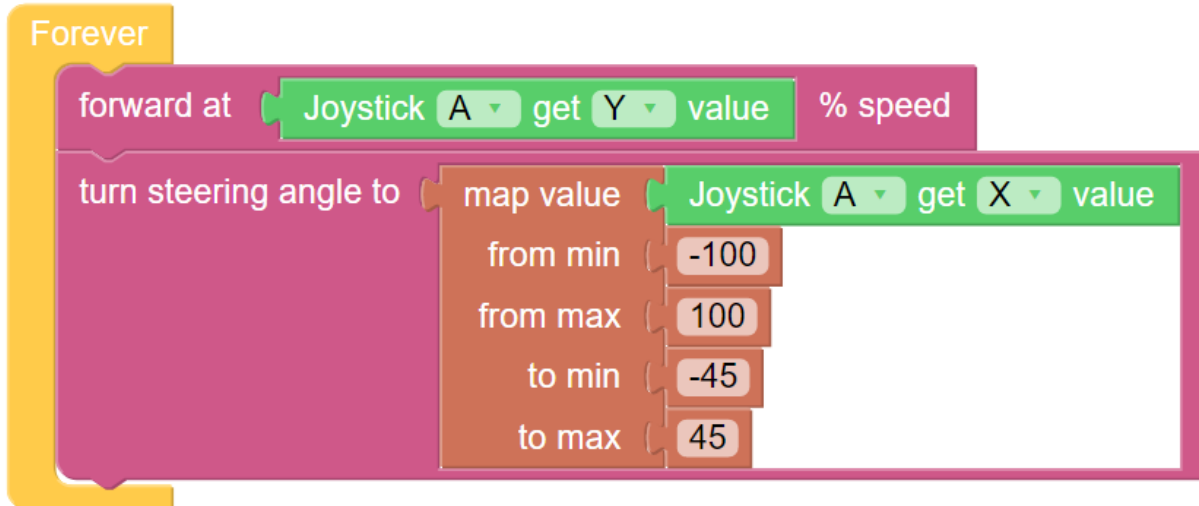 Forever
forward at Joystick A get Y value % speed
turn steering angle to map value Joystick A get X value
from min -100
from max 100
to min -45
to max 45